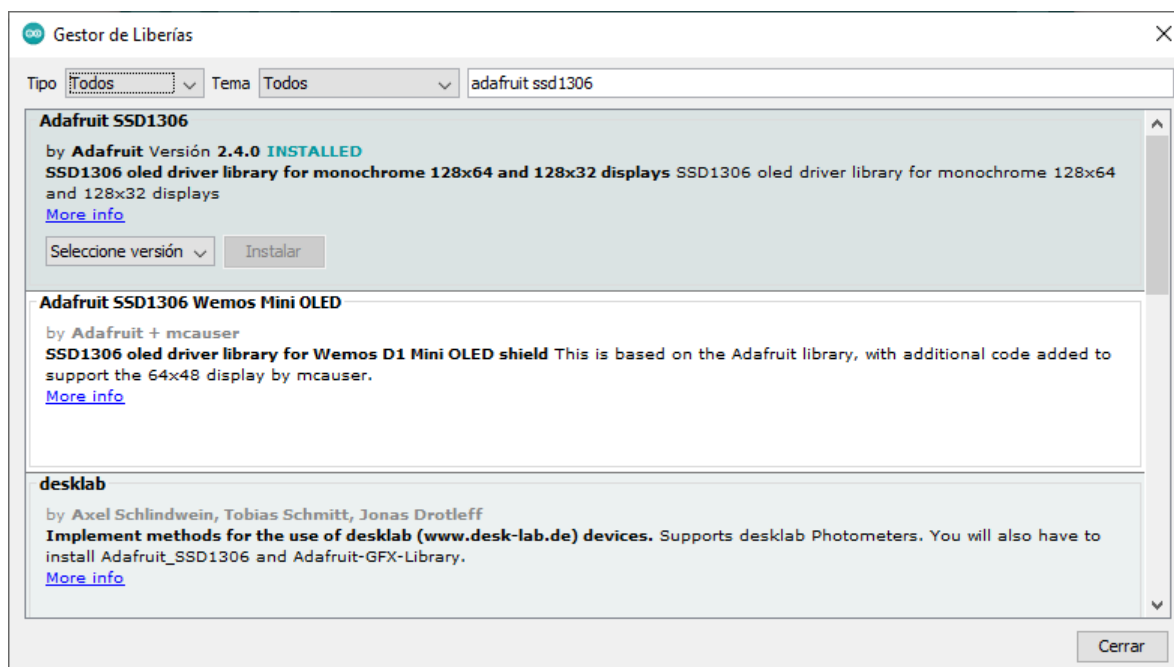 Gestor de Liberías
Tipo Todos Tema Todos adafruit ssd1306
Adafruit SSD1306
by Adafruit Versión 2.4.0 INSTALLED
SSD1306 oled driver library for monochrome 128x64 and 128x32 displays SSD1306 oled driver library for monochrome 128x64
and 128x32 displays
More info
Seleccione versión Instalar
Adafruit SSD1306 Wemos Mini OLED
by Adafruit + mcauser
SSD1306 oled driver library for Wemos D1 Mini OLED shield This is based on the Adafruit library, with additional code added to
support the 64x48 display by mcauser.
More info
desklab
by Axel Schlindwein, Tobias Schmitt, Jonas Drotleff
Implement methods for the use of desklab (www.desk-lab.de) devices. Supports desklab Photometers. You will also have to
install Adafruit_SSD1306 and Adafruit-GFX-Library.
More info
Cerrar